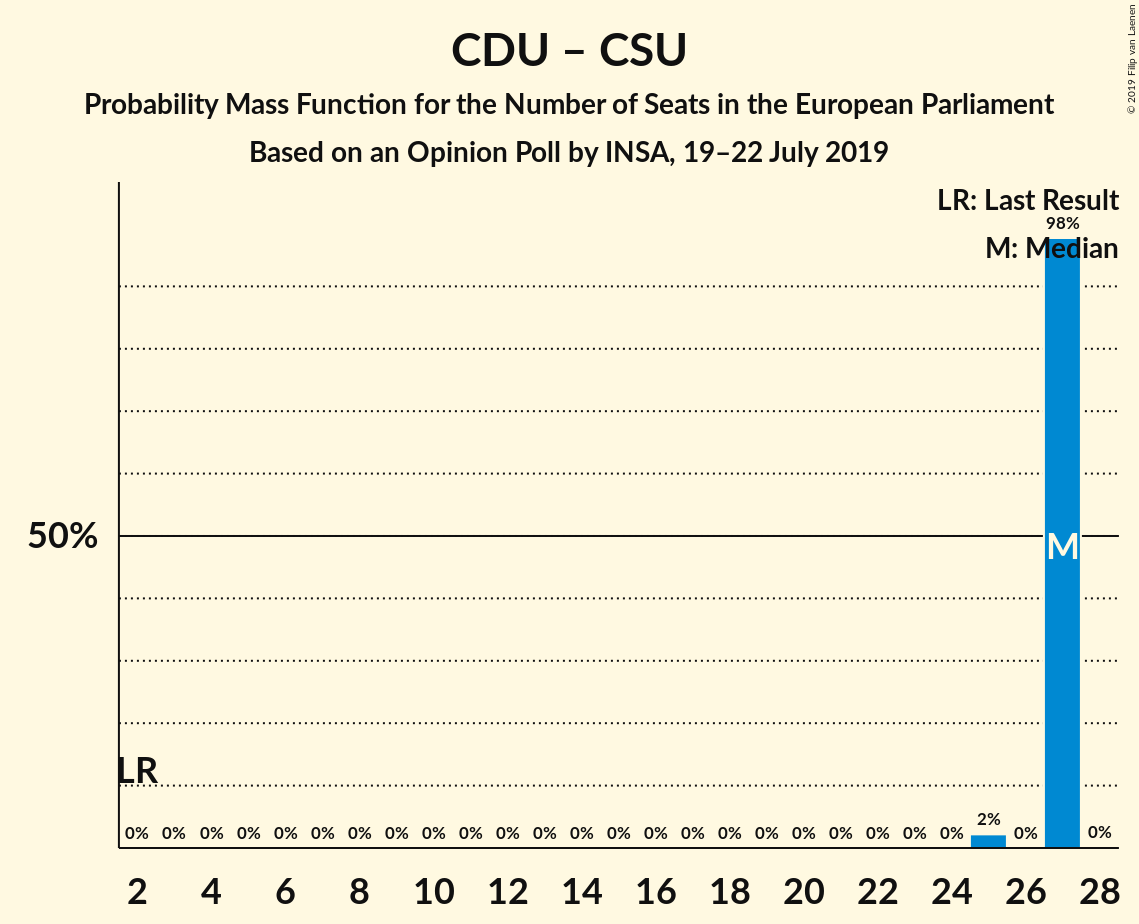 CDU – CSU
Probability Mass Function for the Number of Seats in the European Parliament
Based on an Opinion Poll by INSA, 19–22 July 2019
© 2019 Filip van Laenen
LR: Last Result
98%
M: Median
50%
M
LR
0% 0% 0% 0% 0% 0% 0% 0% 0% 0% 0% 0% 0% 0% 0% 0% 0% 0% 0% 0% 0% 0% 0% 2% 0% 0%
2 4 6 8 10 12 14 16 18 20 22 24 26 28